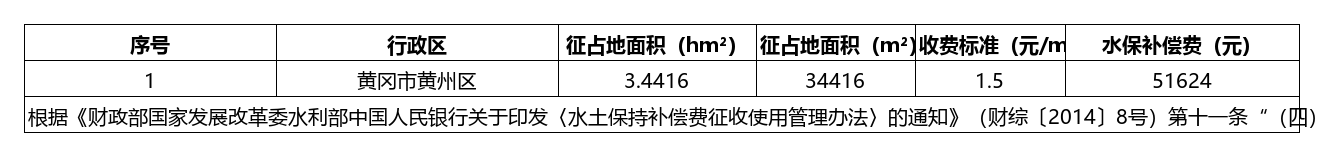 序号 行政区 征占地面积（hm²） 征占地面积（m²） 收费标准（元/m 水保补偿费（元）
1 黄冈市黄州区 3.4416 34416 1.5 51624
根据《财政部国家发展改革委水利部中国人民银行关于印发〈水土保持补偿费征收使用管理办法〉的通知》（财综〔2014〕8号）第十一条“（四）